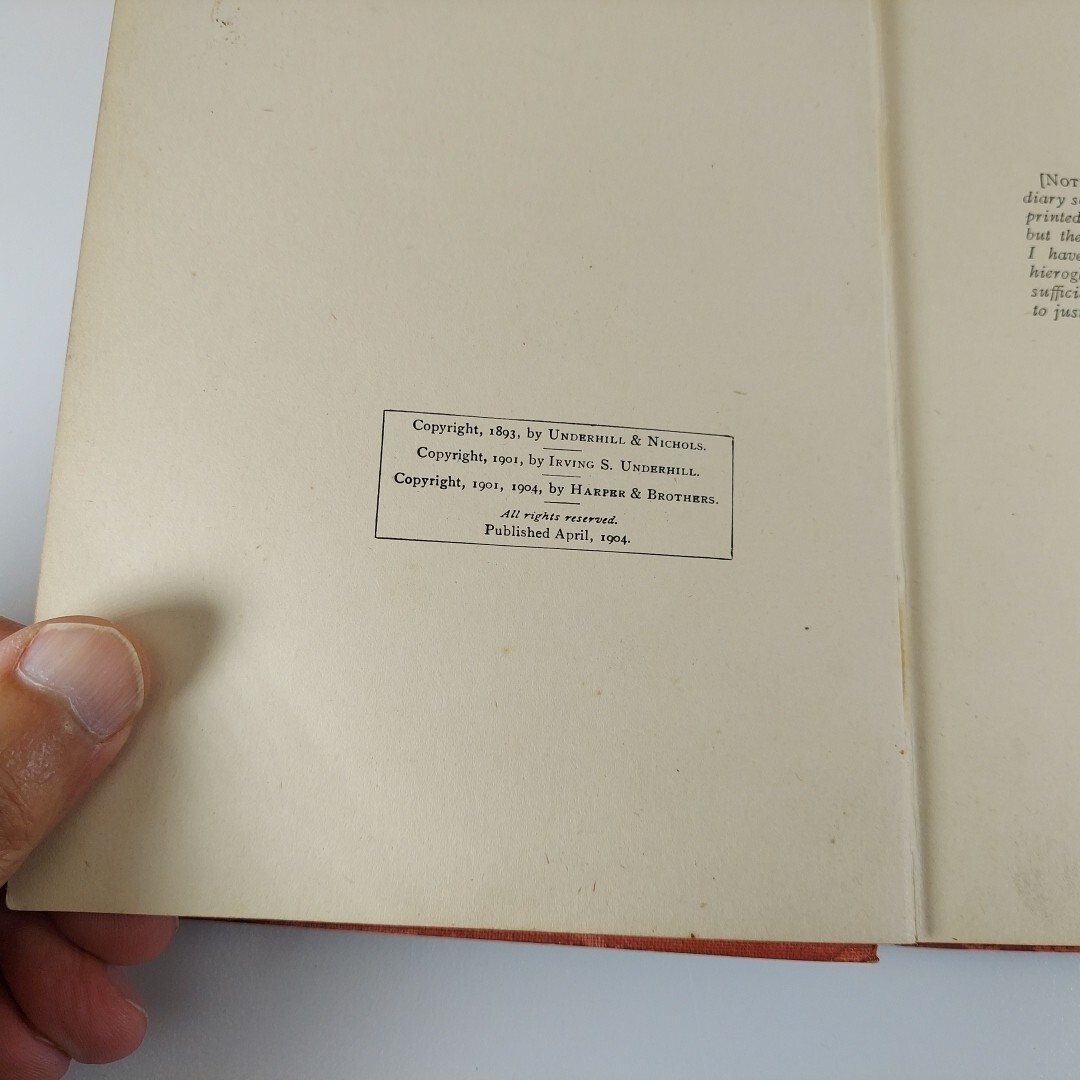 Copyright, 1893, by UNDERHILL & NICHOLS.
Copyright, 1901, by IRVING S. UNDERHILL.
Copyright, 1901, 1904, by HARPER & BROTHERS.
All rights reserved.
Published April, 1904.
[NOT
diary s
printed
but the
I have
hierog
suffici
to jus